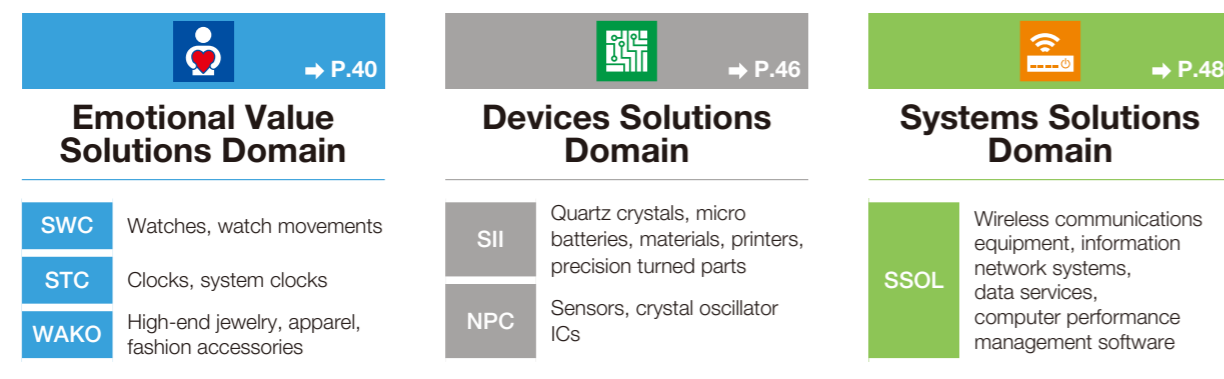 ➡ P.40
Emotional Value
Solutions Domain
SWC
Watches, watch movements
STC
Clocks, system clocks
WAKO
High-end jewelry, apparel,
fashion accessories
➡ P.46
Devices Solutions
Domain
SII
Quartz crystals, micro
batteries, materials, printers,
precision turned parts
NPC
Sensors, crystal oscillator
ICs
➡ P.48
Systems Solutions
Domain
SSOL
Wireless communications
equipment, information
network systems,
data services,
computer performance
management software